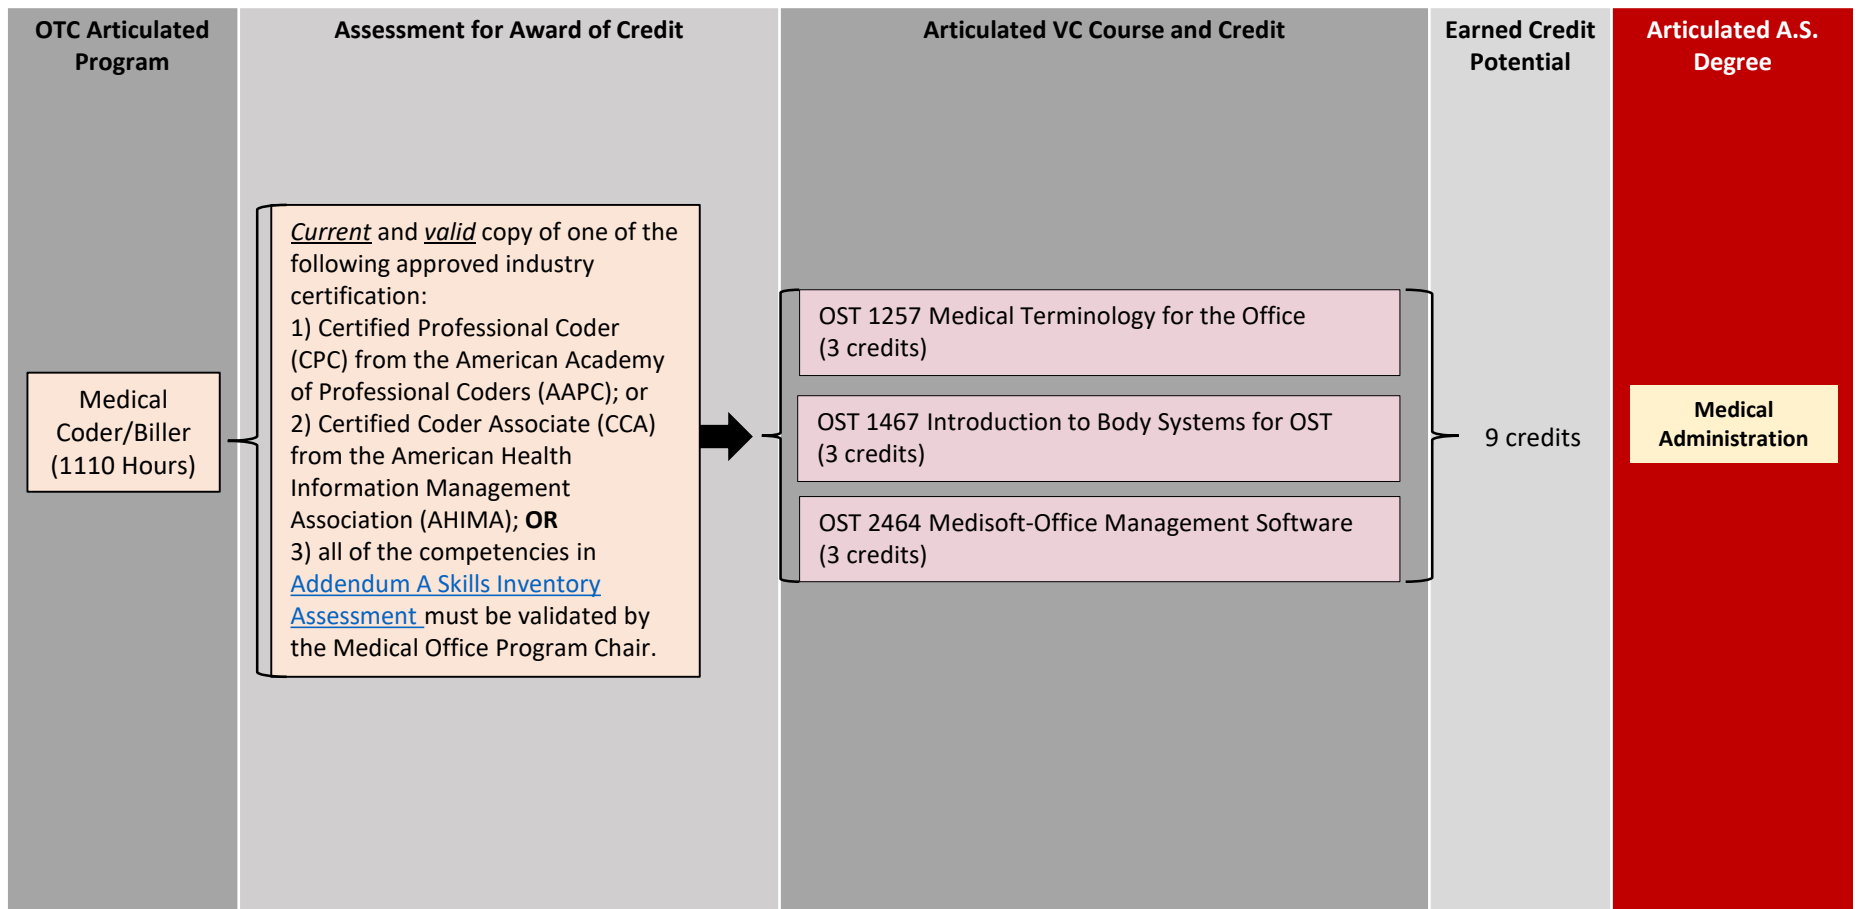 OTC Articulated
Program
Assessment for Award of Credit
Articulated VC Course and Credit
Earned Credit
Potential
Articulated A.S.
Degree
Medical
Coder/Biller
(1110 Hours)
Current and valid copy of one of the
following approved industry
certification:
1) Certified Professional Coder
(CPC) from the American Academy
of Professional Coders (AAPC); or
2) Certified Coder Associate (CCA)
from the American Health
Information Management
Association (AHIMA); OR
3) all of the competencies in
Addendum A Skills Inventory
Assessment must be validated by
the Medical Office Program Chair.
OST 1257 Medical Terminology for the Office
(3 credits)
OST 1467 Introduction to Body Systems for OST
(3 credits)
OST 2464 Medisoft-Office Management Software
(3 credits)
9 credits
Medical
Administration